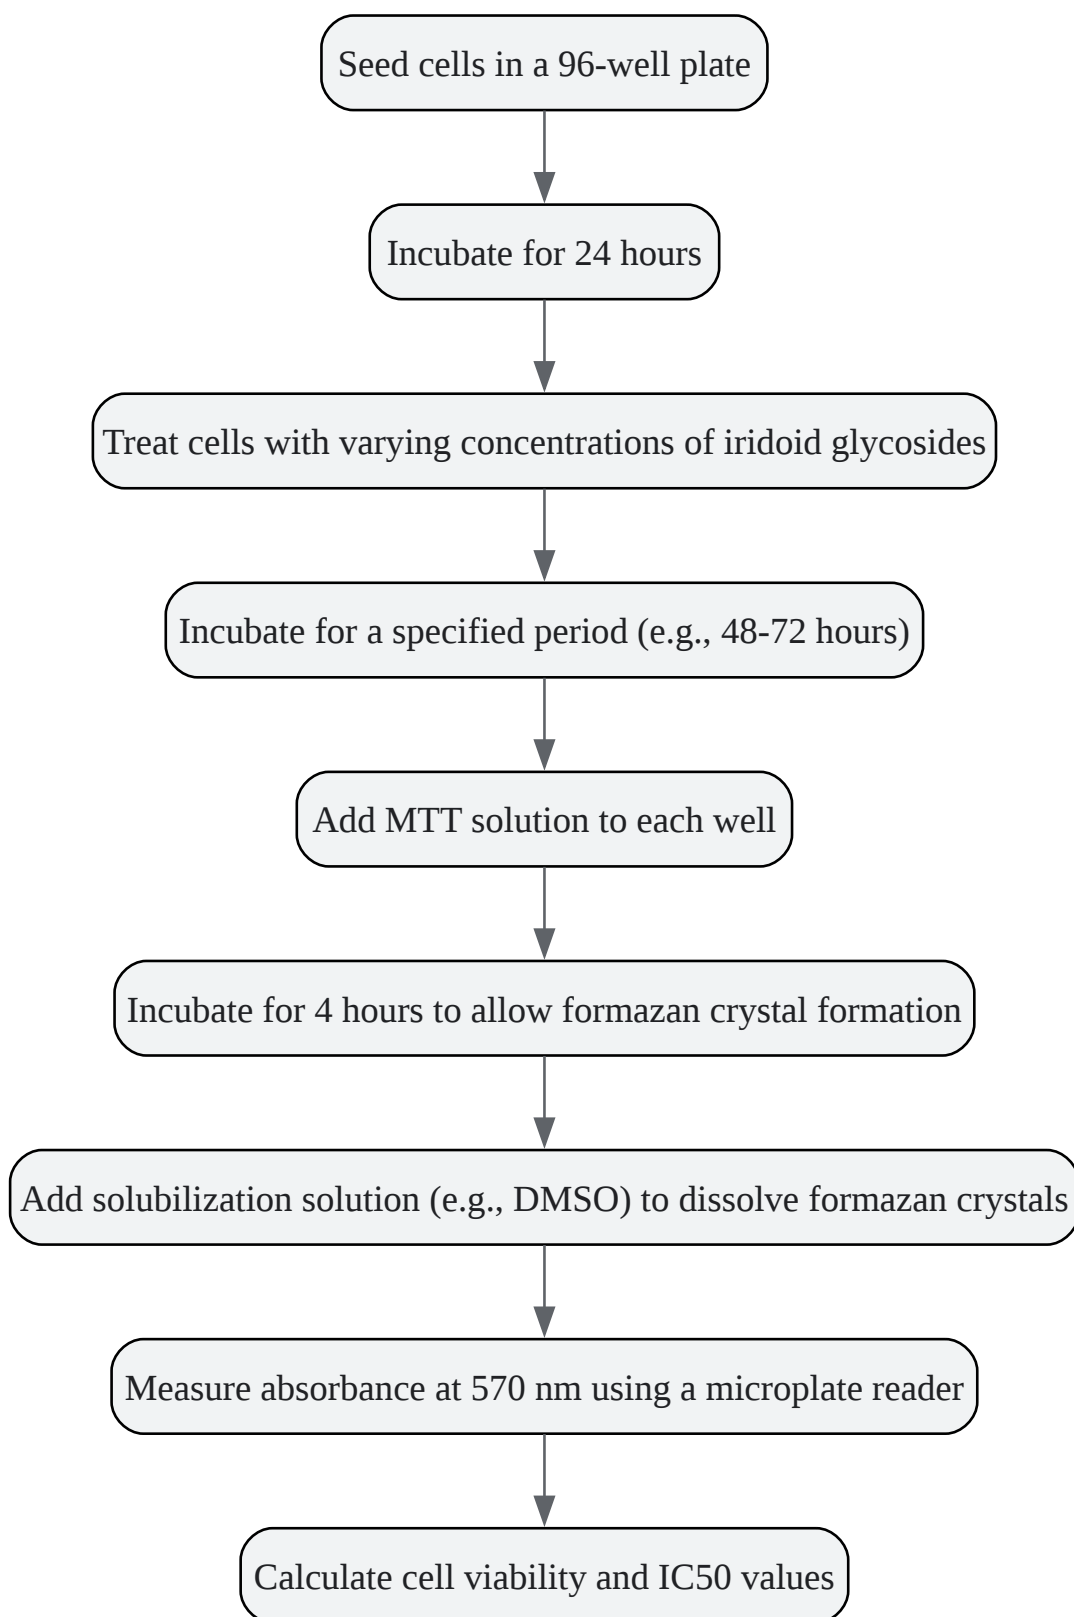 Seed cells in a 96-well plate
Incubate for 24 hours
Treat cells with varying concentrations of iridoid glycosides
Incubate for a specified period (e.g., 48-72 hours)
Add MTT solution to each well
Incubate for 4 hours to allow formazan crystal formation
Add solubilization solution (e.g., DMSO) to dissolve formazan crystals
Measure absorbance at 570 nm using a microplate reader
Calculate cell viability and IC50 values